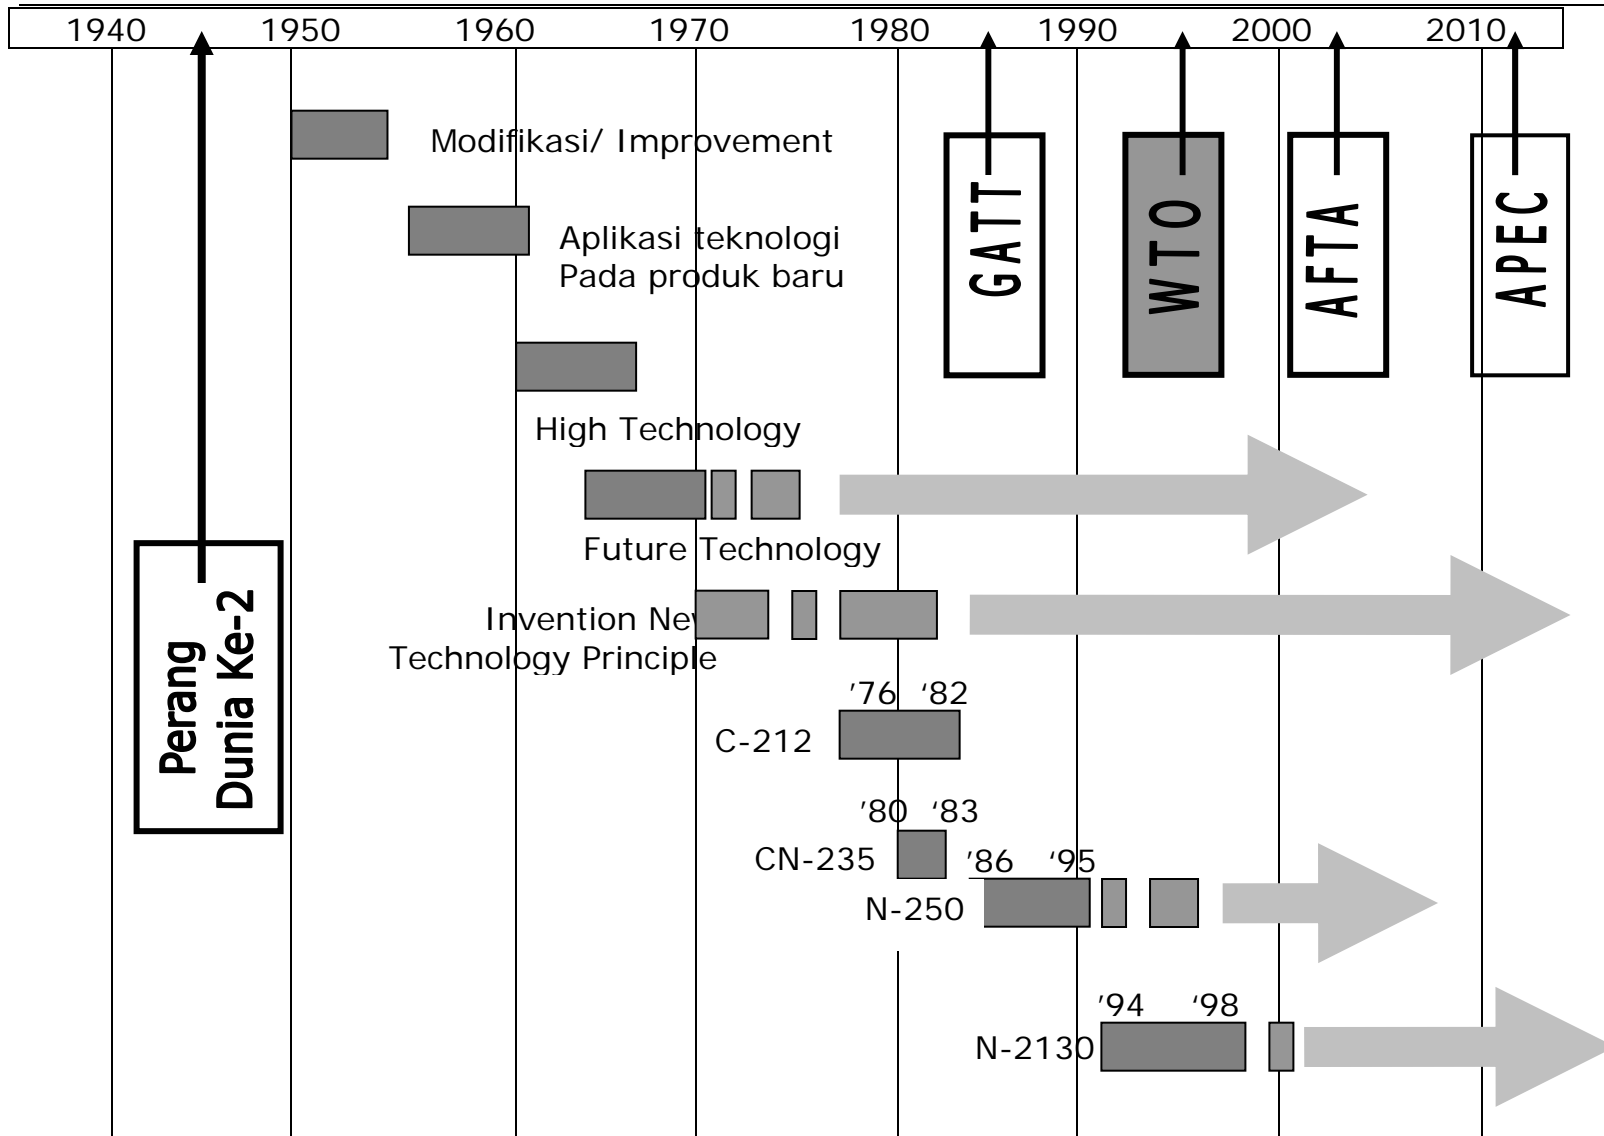 1940 1950 1960 1970 1980 1990 2000 2010
Modifikasi/ Improvement
Aplikasi teknologi
Pada produk baru
GATT
WTO
AFTA
APEC
High Technology
Future Technology
Perang
Dunia Ke-2
Invention New
Technology Principle
’76 ‘82
C-212
’80 ‘83
CN-235
’86 ‘95
N-250
’94 ‘98
N-2130